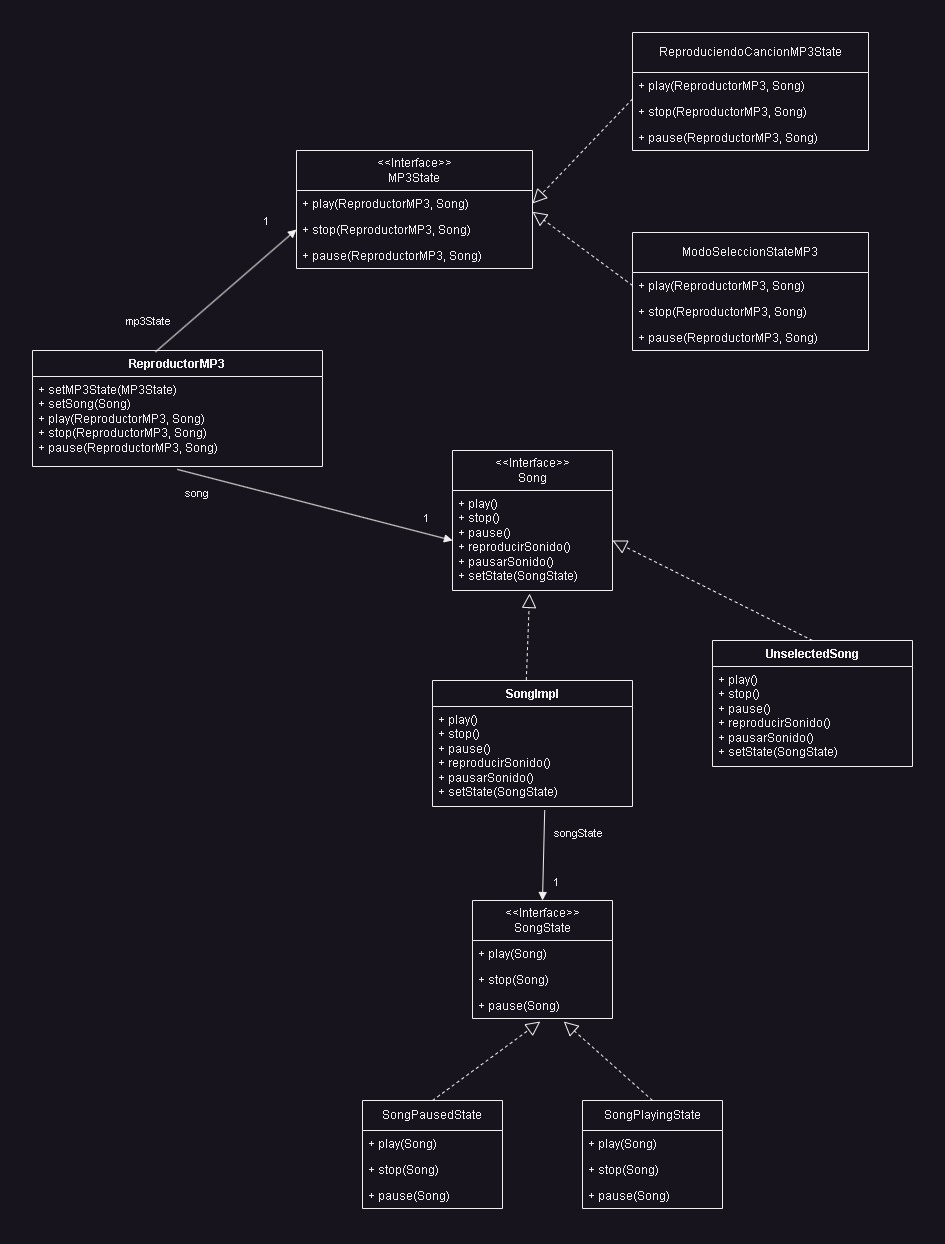 ReproduciendoCancionMP3State
+ play(ReproductorMP3, Song)
+ stop(ReproductorMP3, Song)
+ pause(ReproductorMP3, Song)
<<Interface>>
MP3State
+ play(ReproductorMP3, Song)
+ stop(ReproductorMP3, Song)
+ pause(ReproductorMP3, Song)
1
ModoSeleccionStateMP3
+ play(ReproductorMP3, Song)
+ stop(ReproductorMP3, Song)
+ pause(ReproductorMP3, Song)
mp3State
ReproductorMP3
+ setMP3State(MP3State)
+ setSong(Song)
+ play(ReproductorMP3, Song)
+ stop(ReproductorMP3, Song)
+ pause(ReproductorMP3, Song)
song
1
<<Interface>>
Song
+ play()
+ stop()
+ pause()
+ reproducirSonido()
+ pausarSonido()
+ setState(SongState)
UnselectedSong
+ play()
+ stop()
+ pause()
+ reproducirSonido()
+ pausarSonido()
+ setState(SongState)
SongImpl
+ play()
+ stop()
+ pause()
+ reproducirSonido()
+ pausarSonido()
+ setState(SongState)
songState
1
<<Interface>>
SongState
+ play(Song)
+ stop(Song)
+ pause(Song)
SongPausedState
+ play(Song)
+ stop(Song)
+ pause(Song)
SongPlayingState
+ play(Song)
+ stop(Song)
+ pause(Song)